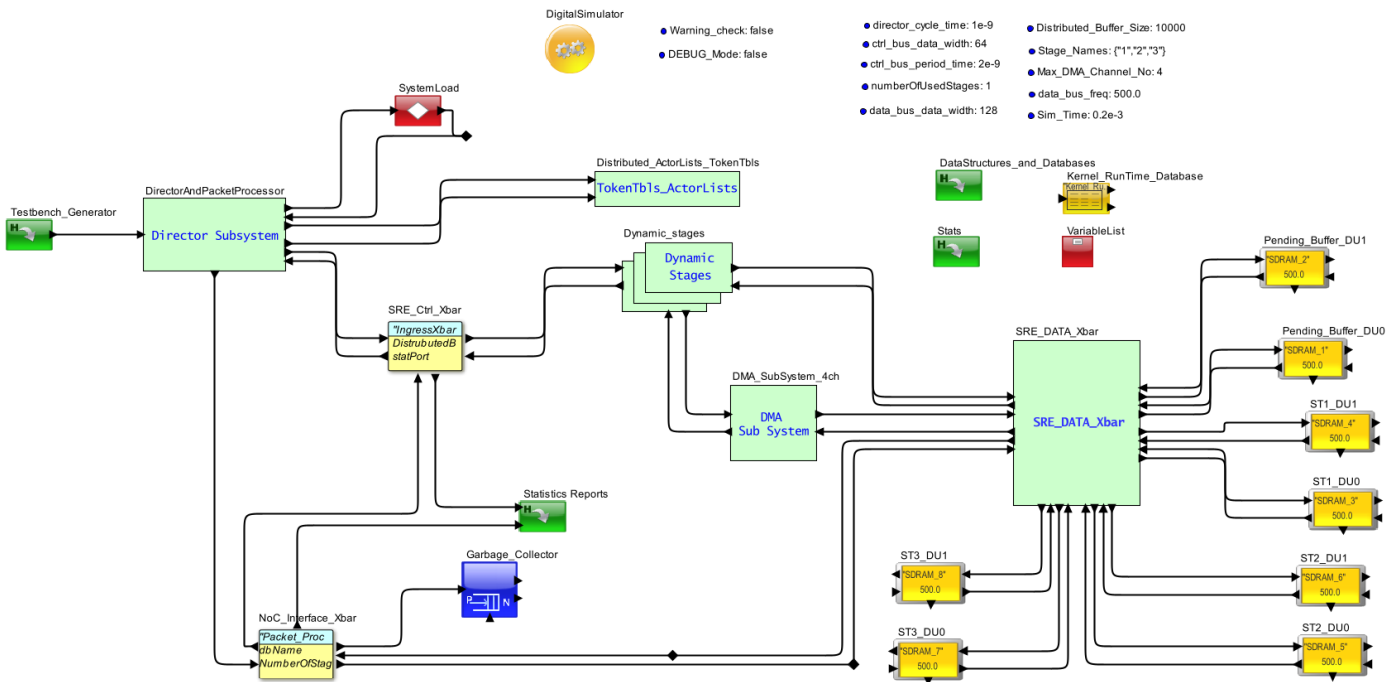 DigitalSimulator
Warning_check: false
DEBUG_Mode: false
director_cycle_time: 1e-9
ctrl_bus_data_width: 64
ctrl_bus_period_time: 2e-9
numberOfUsedStages: 1
data_bus_data_width: 128
Distributed_Buffer_Size: 10000
Stage_Names: {"1","2","3"}
Max_DMA_Channel_No: 4
data_bus_freq: 500.0
Sim_Time: 0.2e-3
SystemLoad
Distributed_ActorLists_TokenTbls
TokenTbls_ActorLists
DataStructures_and_Databases
H
Kernel_RunTime_Database
"Kernel_Ru.
DirectorAndPacketProcessor
Director Subsystem
Testbench_Generator
H
Dynamic_stages
Dynamic
Stages
Stats
H
VariableList
Pending_Buffer_DU1
"SDRAM_2"
500.0
SRE_Ctrl_Xbar
"IngressXbar
DistrubutedB
statPort
SRE_DATA_Xbar
SRE_DATA_Xbar
Pending_Buffer_DU0
"SDRAM_1"
500.0
DMA_SubSystem_4ch
DMA
Sub System
ST1_DU1
"SDRAM_4"
500.0
ST1_DU0
"SDRAM_3"
500.0
Statistics Reports
H
Garbage_Collector
P N
ST3_DU1
"SDRAM_8"
500.0
ST2_DU1
"SDRAM_6"
500.0
NoC_Interface_Xbar
"Packet_Proc
dbName
NumberOfStag
ST3_DU0
"SDRAM_7"
500.0
ST2_DU0
"SDRAM_5"
500.0